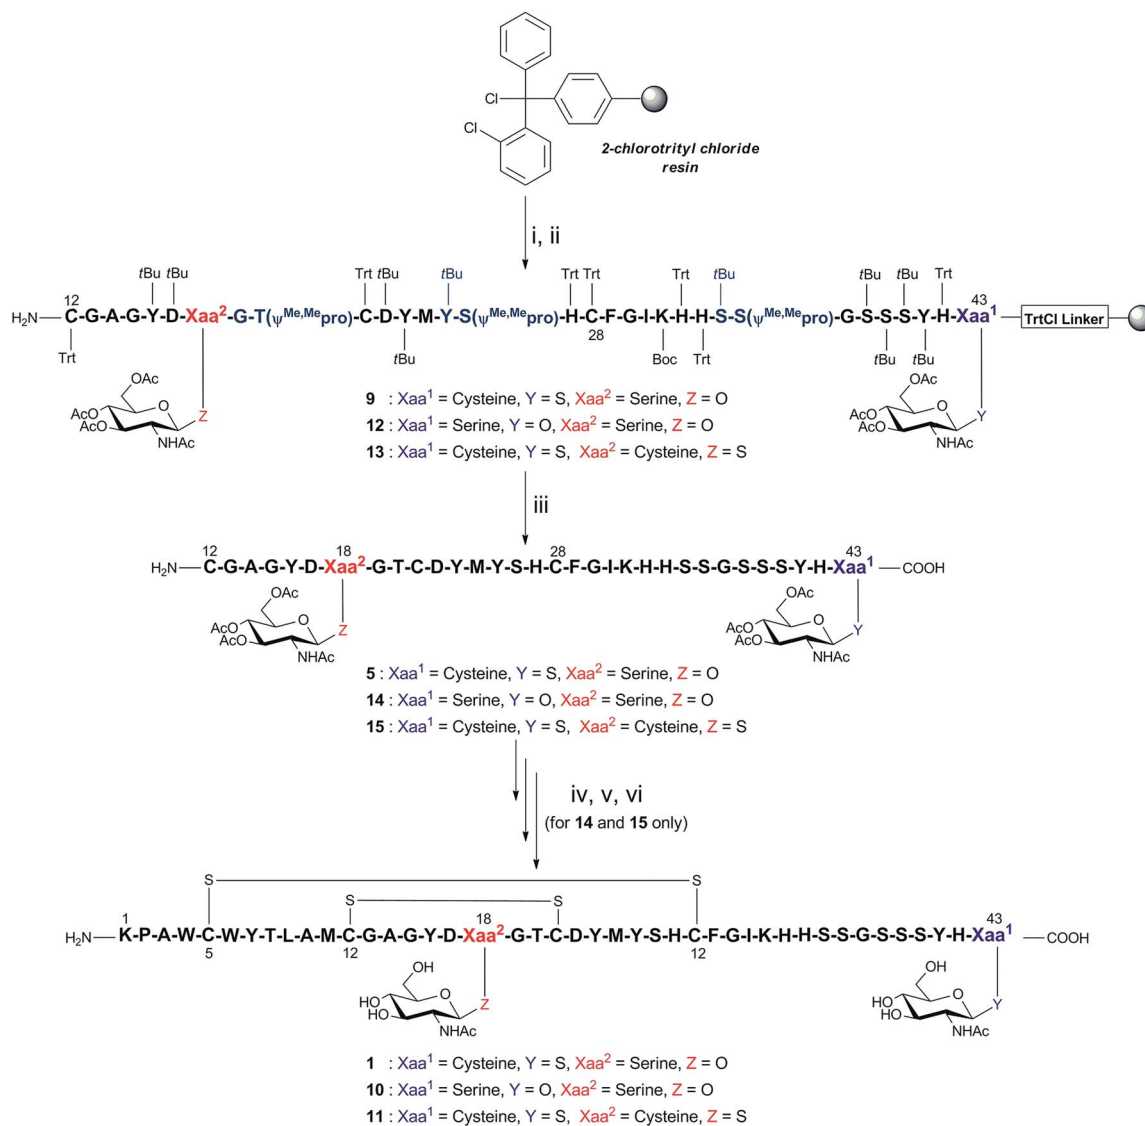 Cl
Cl
2-chlorotrityl chloride
resin
i, ii
tBu tBu Trt tBu tBu Trt Trt Trt tBu tBu tBu Trt
12 43
H2N C-G-A-G-Y-D-Xaa2-G-T(ψMe,Mepro)-C-D-Y-M-Y-S(ψMe,Mepro)-H-C-F-G-I-K-H-H-S-S(ψMe,Mepro)-G-S-S-S-Y-H-Xaa1 TrtCl Linker
28
Trt tBu Boc Trt tBu tBu
OAc O AcO AcO NHAc Z
OAc O AcO AcO NHAc Y
9 : Xaa1 = Cysteine, Y = S, Xaa2 = Serine, Z = O
12 : Xaa1 = Serine, Y = O, Xaa2 = Serine, Z = O
13 : Xaa1 = Cysteine, Y = S, Xaa2 = Cysteine, Z = S
iii
12 18 28 43
H2N C-G-A-G-Y-D-Xaa2-G-T-C-D-Y-M-Y-S-H-C-F-G-I-K-H-H-S-S-G-S-S-S-Y-H-Xaa1 COOH
OAc O AcO AcO NHAc Z
OAc O AcO AcO NHAc Y
5 : Xaa1 = Cysteine, Y = S, Xaa2 = Serine, Z = O
14 : Xaa1 = Serine, Y = O, Xaa2 = Serine, Z = O
15 : Xaa1 = Cysteine, Y = S, Xaa2 = Cysteine, Z = S
iv, v, vi
(for 14 and 15 only)
S S
S S
1 18 43
H2N K-P-A-W-C-W-Y-T-L-A-M-C-G-A-G-Y-D-Xaa2-G-T-C-D-Y-M-Y-S-H-C-F-G-I-K-H-H-S-S-G-S-S-S-Y-H-Xaa1 COOH
5 12 12
OH O HO HO NHAc Z
OH O HO HO NHAc Y
1 : Xaa1 = Cysteine, Y = S, Xaa2 = Serine, Z = O
10 : Xaa1 = Serine, Y = O, Xaa2 = Serine, Z = O
11 : Xaa1 = Cysteine, Y = S, Xaa2 = Cysteine, Z = S